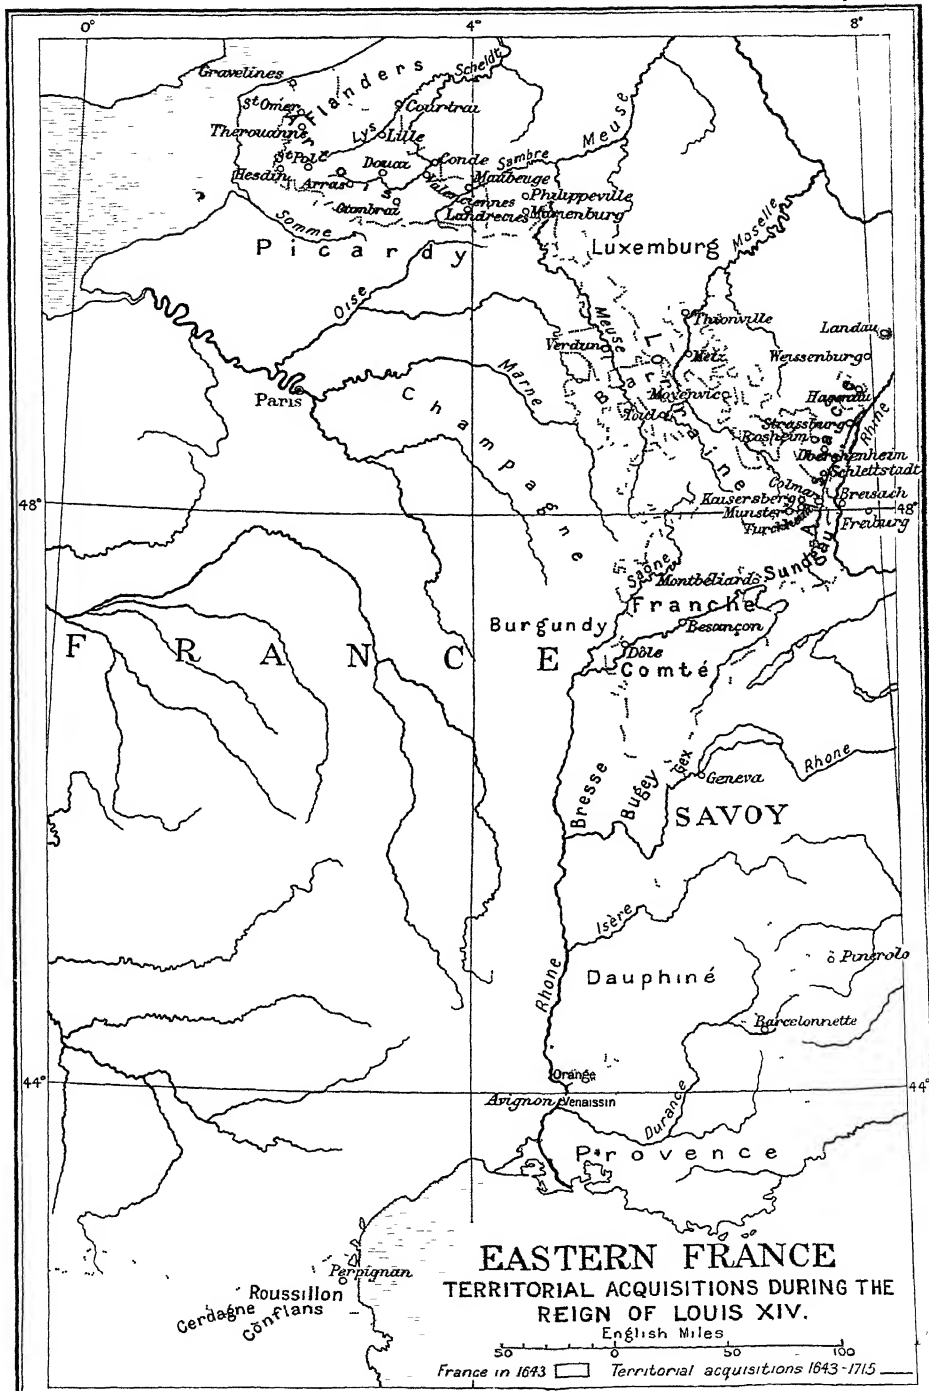 0°
4°
8°
Gravelines
Flanders
Scheldt
St Omer
Courtrai
Therouanne
Lys
Lille
Meuse
St Pol
Douai
Conde
Sambre
Hesdin
Arras
Valenciennes
Maubeuge
Philippeville
Cambrai
Landrecies
Marienburg
Somme
Picardy
Luxemburg
Moselle
Oise
Meuse
Thionville
Landau
Verdun
Metz
Weissenburg
Paris
Champagne
Marne
Bar
Lorraine
Moyenvic
Toul
Hagenau
Strassburg
Rhine
Rosheim
Oberehenheim
Schlettstadt
Colmar
Kaisersberg
Breisach
48°
Munster
48°
Turckheim
Freiburg
Alsace
Sundgau
Saône
Montbéliard
Franche
Burgundy
Besançon
FRANCE
Dôle
Comté
Bresse
Bugey
Gex
Geneva
Rhone
SAVOY
Isère
Rhone
Dauphiné
Pinerolo
Barcelonnette
Orange
44°
44°
Avignon
Venaissin
Durance
Provence
Perpignan
Roussillon
Cerdagne
Conflans
EASTERN FRANCE
TERRITORIAL ACQUISITIONS DURING THE
REIGN OF LOUIS XIV.
English Miles
50 0 50 100
France in 1643
Territorial acquisitions 1643-1715